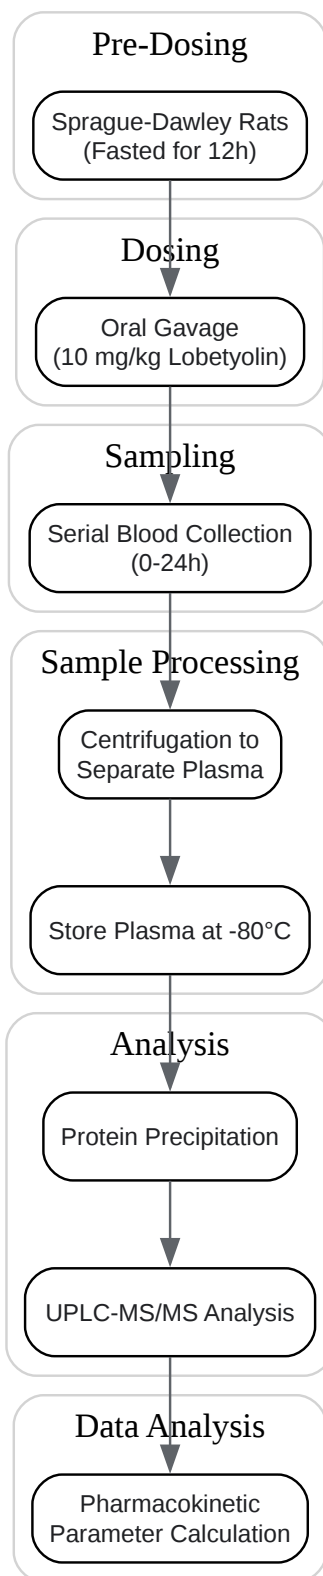 Pre-Dosing
Sprague-Dawley Rats
(Fasted for 12h)
Dosing
Oral Gavage
(10 mg/kg Lobetyolin)
Sampling
Serial Blood Collection
(0-24h)
Sample Processing
Centrifugation to
Separate Plasma
Store Plasma at -80°C
Analysis
Protein Precipitation
UPLC-MS/MS Analysis
Data Analysis
Pharmacokinetic
Parameter Calculation